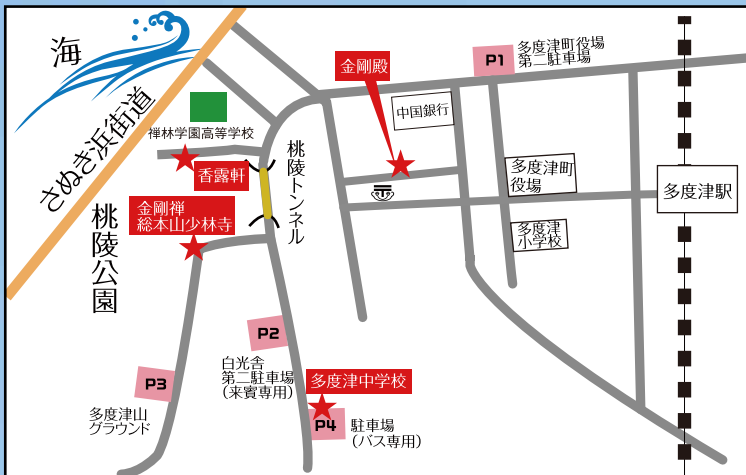 海
さぬき浜街道
桃陵公園
禅林学園高等学校
香露軒
金剛禅
総本山少林寺
桃陵トンネル
金剛殿
中国銀行
P1
多度津町役場
第二駐車場
多度津町
役場
多度津
小学校
多度津駅
P2
白光舎
第二駐車場
(来賓専用)
P3
多度津山
グラウンド
多度津中学校
P4
駐車場
(バス専用)